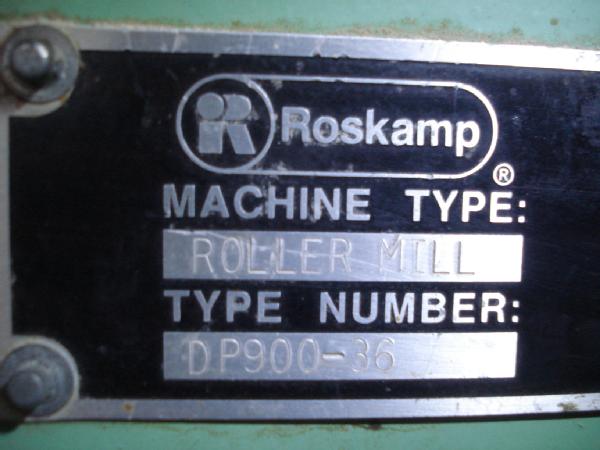 R Roskamp®
MACHINE TYPE:
ROLLER MILL
TYPE NUMBER:
DP900-36